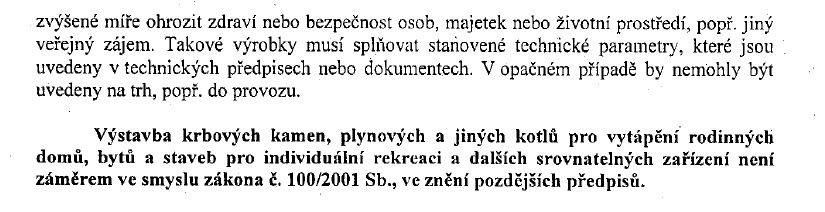 zvýšené míře ohrozit zdraví nebo bezpečnost osob, majetek nebo životní prostředí, popř. jiný
veřejný zájem. Takové výrobky musí splňovat stanovené technické parametry, které jsou
uvedeny v technických předpisech nebo dokumentech. V opačném případě by nemohly být
uvedeny na trh, popř. do provozu.
Výstavba krbových kamen, plynových a jiných kotlů pro vytápění rodinných
domů, bytů a staveb pro individuální rekreaci a dalších srovnatelných zařízení není
záměrem ve smyslu zákona č. 100/2001 Sb., ve znění pozdějších předpisů.